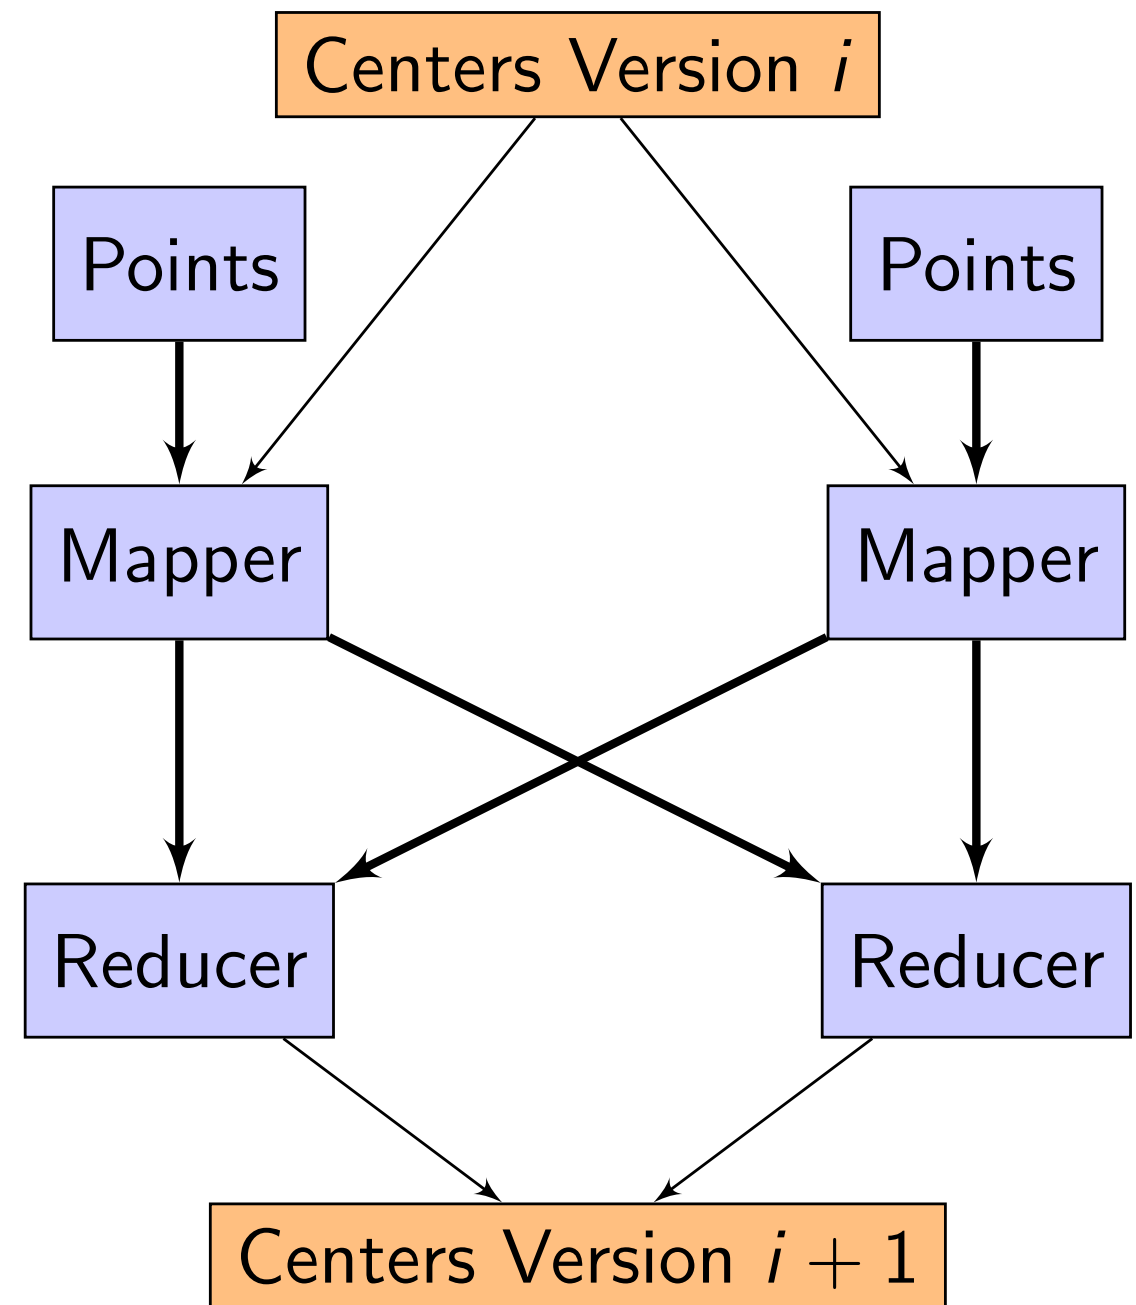 Centers Version i
Points
Points
Mapper
Mapper
Reducer
Reducer
Centers Version i + 1